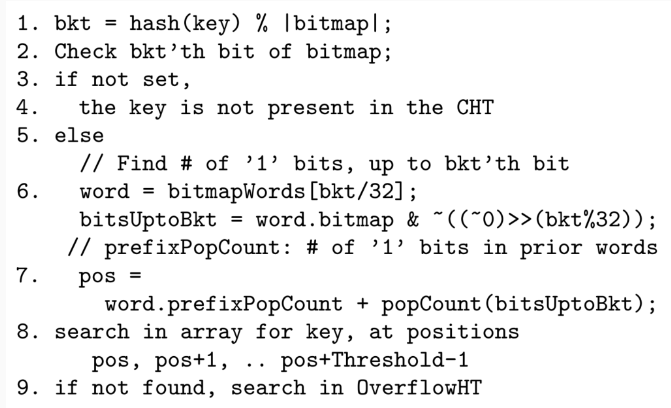 1. bkt = hash(key) % |bitmap|;
2. Check bkt’th bit of bitmap;
3. if not set,
4.   the key is not present in the CHT
5. else
     // Find # of ’1’ bits, up to bkt’th bit
6.   word = bitmapWords[bkt/32];
     bitsUptoBkt = word.bitmap & ~((~0)>>(bkt%32));
    // prefixPopCount: # of ’1’ bits in prior words
7.   pos =
       word.prefixPopCount + popCount(bitsUptoBkt);
8. search in array for key, at positions
      pos, pos+1, .. pos+Threshold-1
9. if not found, search in OverflowHT